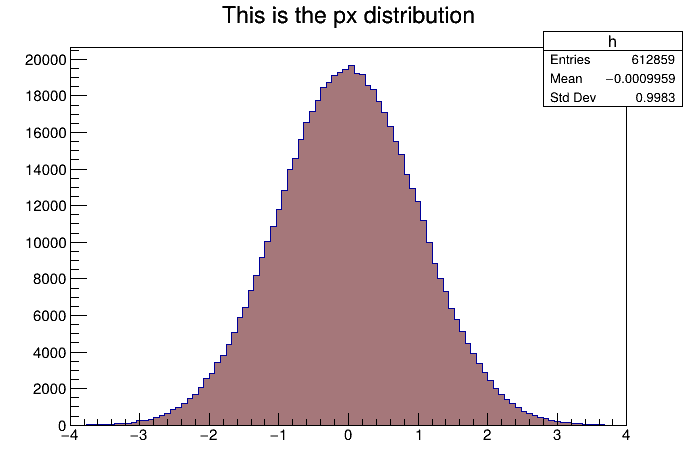 This is the px distribution
h
Entries 612859
Mean −0.0009959
Std Dev 0.9983
20000
18000
16000
14000
12000
10000
8000
6000
4000
2000
0
−4 −3 −2 −1 0 1 2 3 4